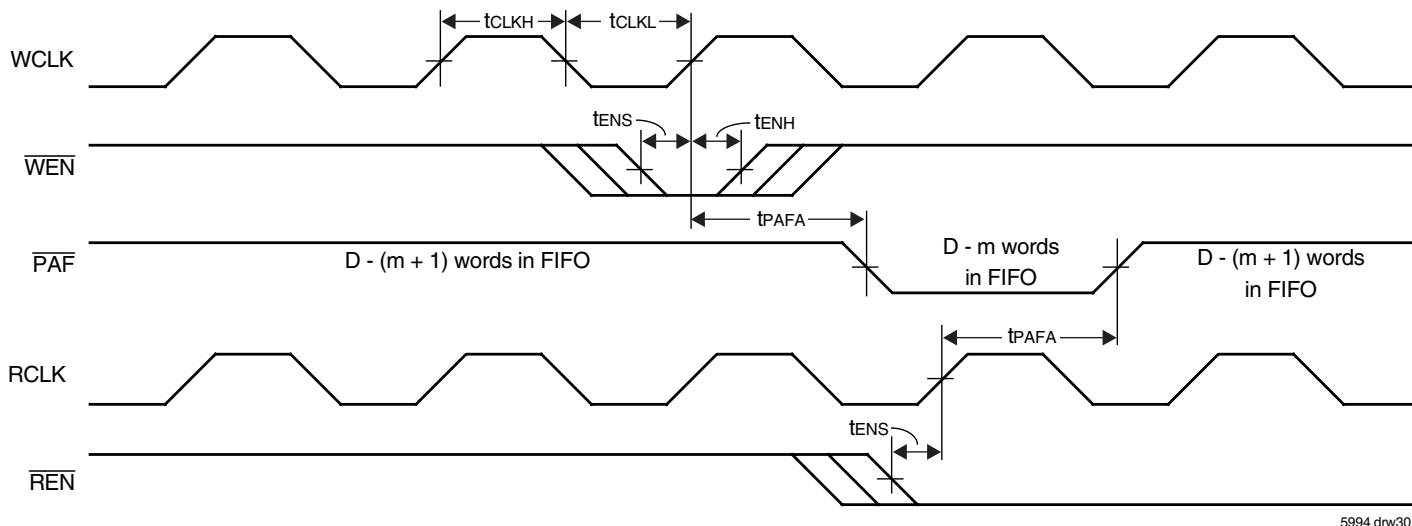 tCLKH
tCLKL
WCLK
tENS
tENH
WEN
tPAFA
PAF
D - (m + 1) words in FIFO
D - m words
in FIFO
D - (m + 1) words
in FIFO
tPAFA
RCLK
tENS
REN
5994 drw30